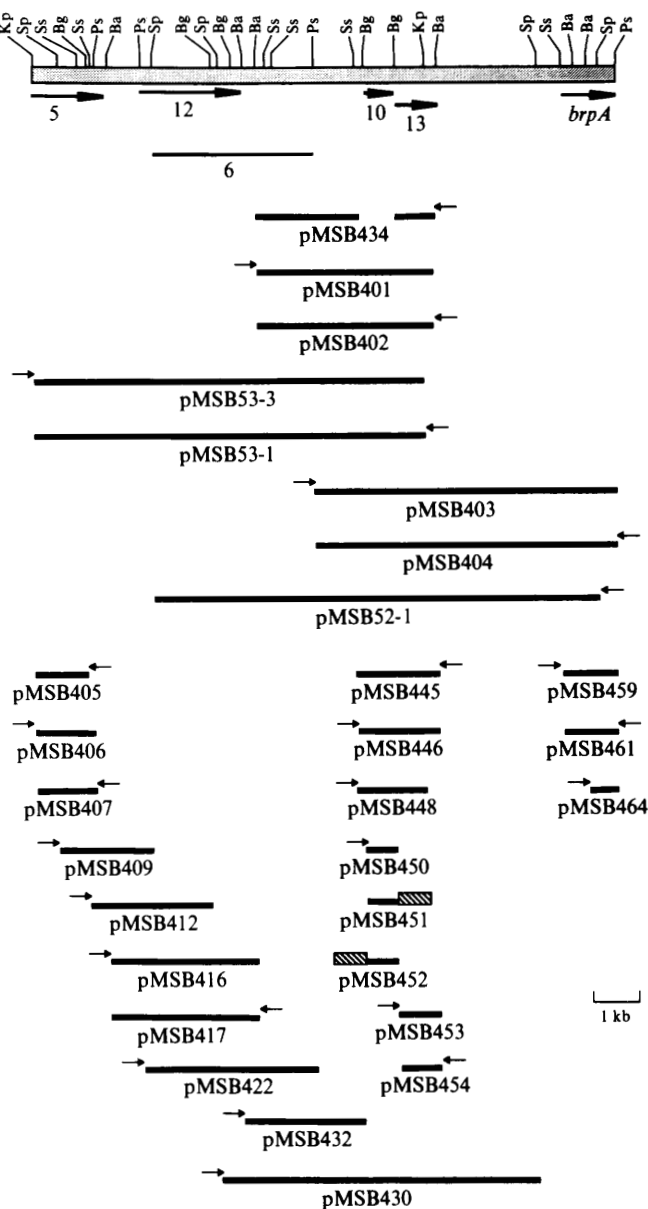 Kp Sp Ss Bg Ss Ps Ba Ps Sp Bg Sp Bg Ba Ba Ss Ss Ps Ss Bg Bg Kp Ba Sp Ss Ba Ba Sp Ps
5 12 10 13 brpA
6
pMSB434
pMSB401
pMSB402
pMSB53-3
pMSB53-1
pMSB403
pMSB404
pMSB52-1
pMSB405 pMSB445 pMSB459
pMSB406 pMSB446 pMSB461
pMSB407 pMSB448 pMSB464
pMSB409 pMSB450
pMSB412 pMSB451
pMSB416 pMSB452
1 kb
pMSB417 pMSB453
pMSB422 pMSB454
pMSB432
pMSB430